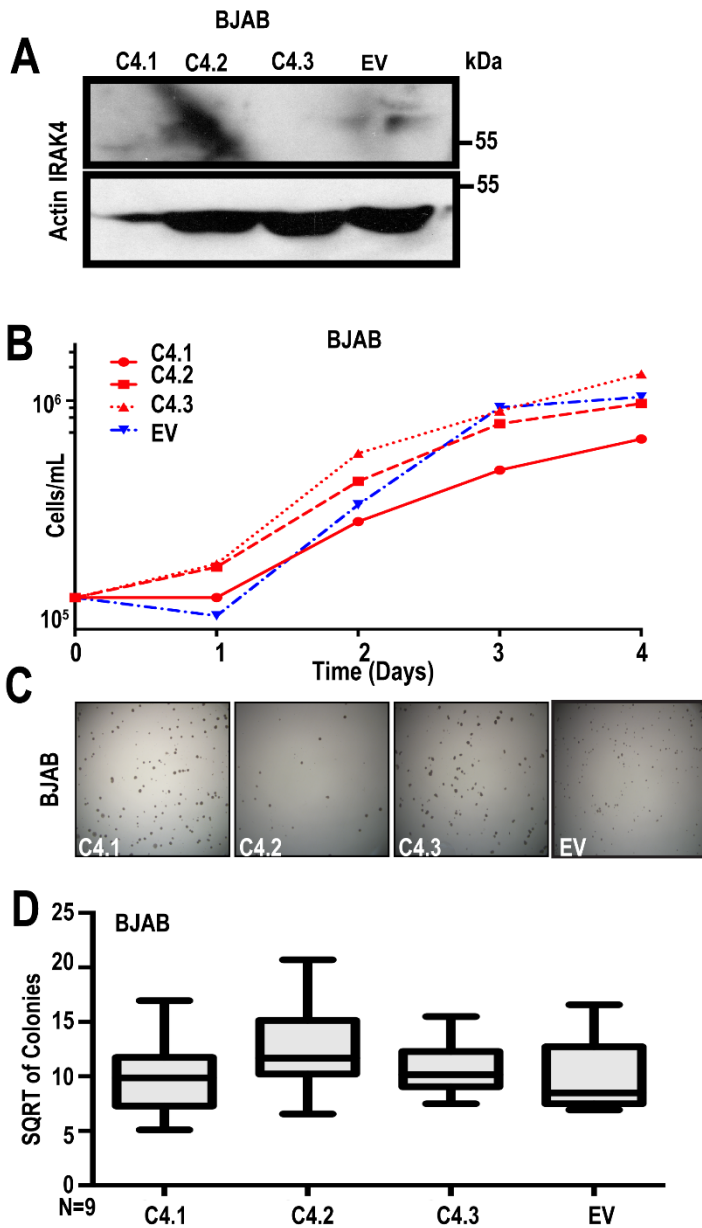 BJAB
A
C4.1 C4.2 C4.3 EV kDa
IRAK4
55
Actin
55
B
BJAB
C4.1
C4.2
C4.3
EV
Cells/mL
10⁶
10⁵
0 1 2 3 4
Time (Days)
C
BJAB
C4.1 C4.2 C4.3 EV
D
BJAB
SQRT of Colonies
25
20
15
10
5
0
N=9
C4.1 C4.2 C4.3 EV